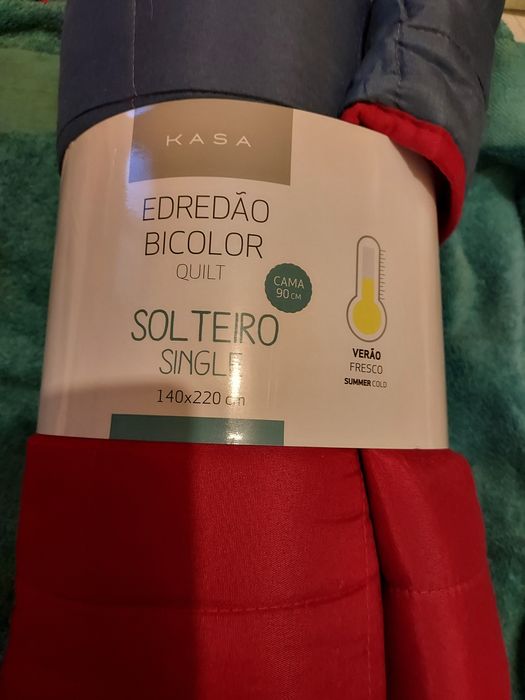 KASA
EDREDÃO
BICOLOR
QUILT
CAMA
90 CM
SOLTEIRO
SINGLE
140x220 cm
VERÃO
FRESCO
SUMMER COLD